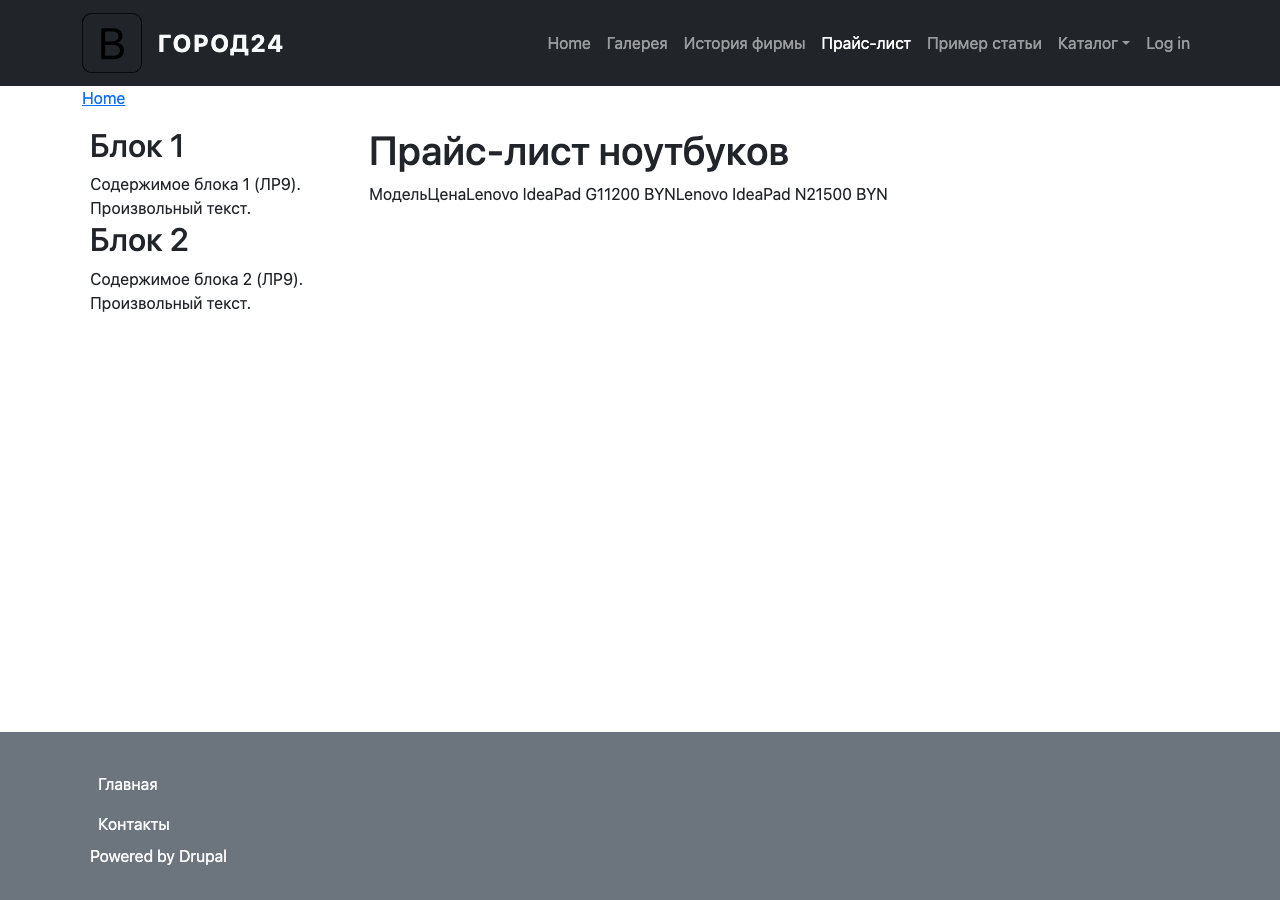 B
ГОРОД24
Home Галерея История фирмы Прайс-лист Пример статьи Каталог Log in
Home
Блок 1
Содержимое блока 1 (ЛР9).
Произвольный текст.
Блок 2
Содержимое блока 2 (ЛР9).
Произвольный текст.
Прайс-лист ноутбуков
МодельЦенаLenovo IdeaPad G11200 BYNLenovo IdeaPad N21500 BYN
Главная
Контакты
Powered by Drupal